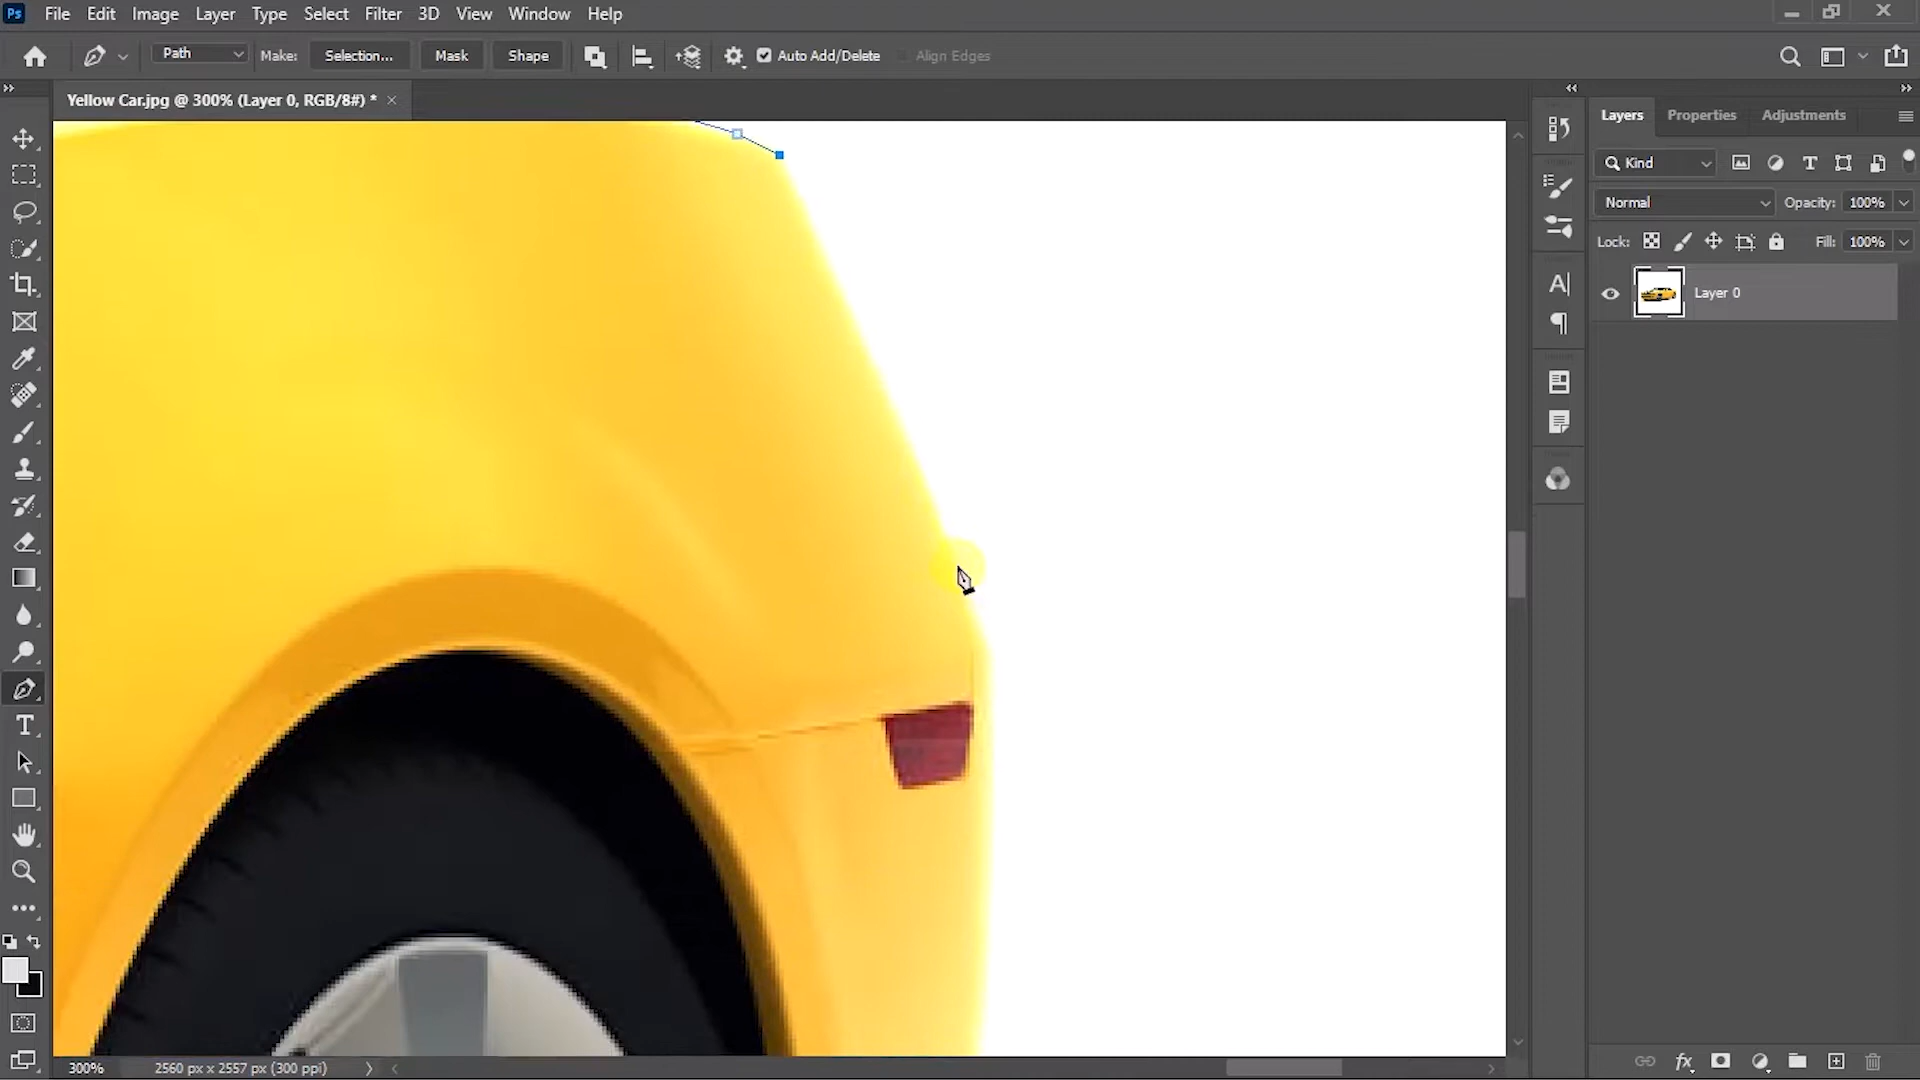 Ps File Edit Image Layer Type Select Filter 3D View Window Help
Path Make: Selection... Mask Shape Auto Add/Delete Align Edges
Yellow Car.jpg @ 300% (Layer 0, RGB/8#) * ×
Layers Properties Adjustments
Kind
Normal Opacity: 100%
Lock: Fill: 100%
Layer 0
300% 2560 px x 2557 px (300 ppi)